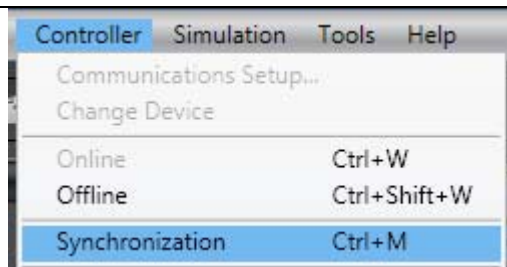 Controller Simulation Tools Help
Communications Setup...
Change Device
Online Ctrl+W
Offline Ctrl+Shift+W
Synchronization Ctrl+M